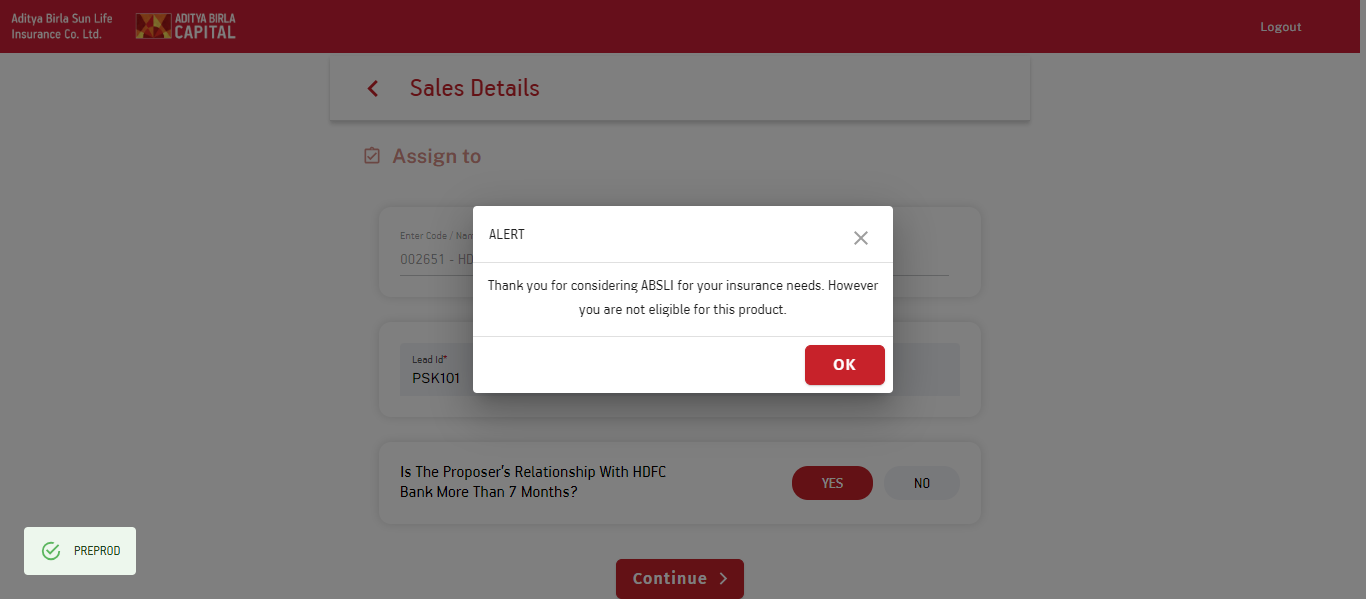 Aditya Birla Sun Life
Insurance Co. Ltd.
ADITYA BIRLA
CAPITAL
Logout
Sales Details
Assign to
Enter Code / Nam
002651 - HD
ALERT
Thank you for considering ABSLI for your insurance needs. However
you are not eligible for this product.
OK
Lead Id*
PSK101
Is The Proposer's Relationship With HDFC
Bank More Than 7 Months?
YES
NO
PREPROD
Continue